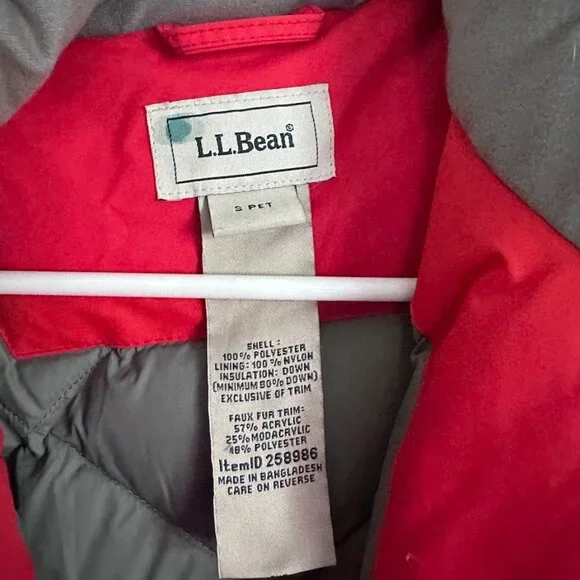 L.L.Bean®
S PET
SHELL:
100% POLYESTER
LINING: 100% NYLON
INSULATION: DOWN
(MINIMUM 80% DOWN)
EXCLUSIVE OF TRIM
FAUX FUR TRIM:
57% ACRYLIC
25% MODACRYLIC
18% POLYESTER
ItemID 258986
MADE IN BANGLADESH
CARE ON REVERSE